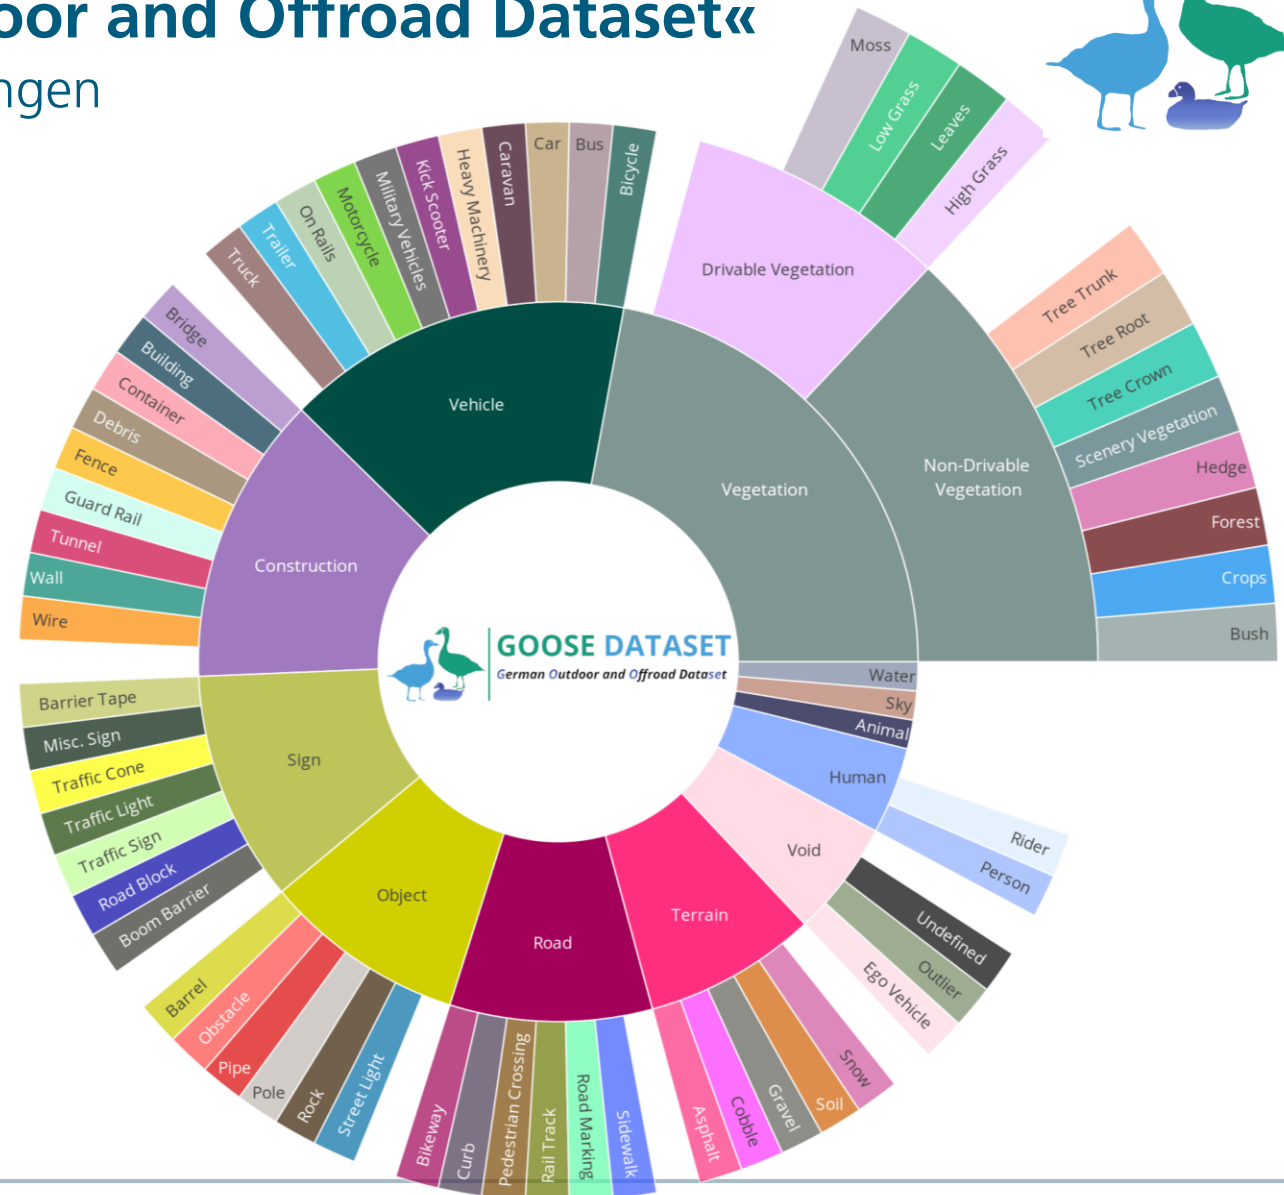 oor and Offroad Dataset«
ngen
Moss
Low Grass
Leaves
High Grass
Drivable Vegetation
Tree Trunk
Tree Root
Tree Crown
Scenery Vegetation
Hedge
Forest
Crops
Bush
Non-Drivable
Vegetation
Vegetation
Bicycle
Bus
Car
Caravan
Heavy Machinery
Kick Scooter
Military Vehicles
Motorcycle
On Rails
Trailer
Truck
Vehicle
Bridge
Building
Container
Debris
Fence
Guard Rail
Tunnel
Wall
Wire
Construction
GOOSE DATASET
German Outdoor and Offroad Dataset
Water
Sky
Animal
Human
Rider
Person
Void
Undefined
Outlier
Ego Vehicle
Barrier Tape
Misc. Sign
Traffic Cone
Traffic Light
Traffic Sign
Road Block
Boom Barrier
Sign
Object
Barrel
Obstacle
Pipe
Pole
Rock
Street Light
Road
Bikeway
Curb
Pedestrian Crossing
Rail Track
Road Marking
Sidewalk
Terrain
Asphalt
Cobble
Gravel
Soil
Snow